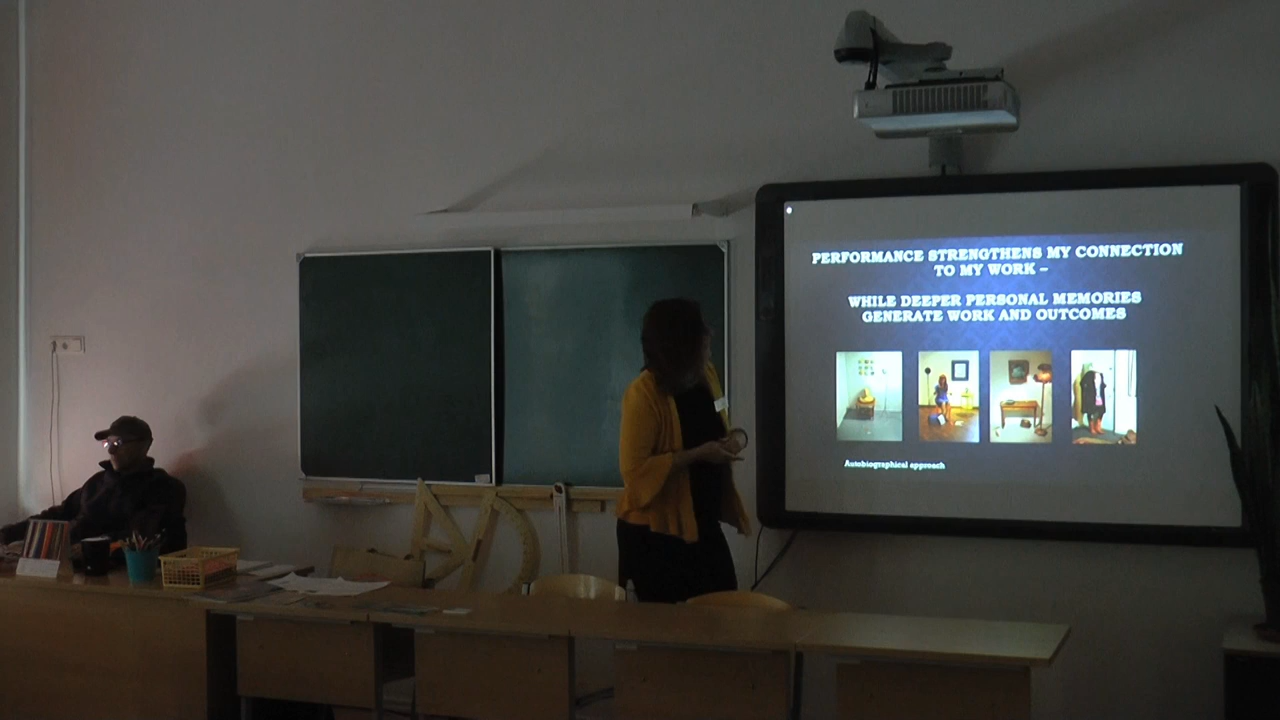 PERFORMANCE STRENGTHENS MY CONNECTION
TO MY WORK –
WHILE DEEPER PERSONAL MEMORIES
GENERATE WORK AND OUTCOMES
Autobiographical approach